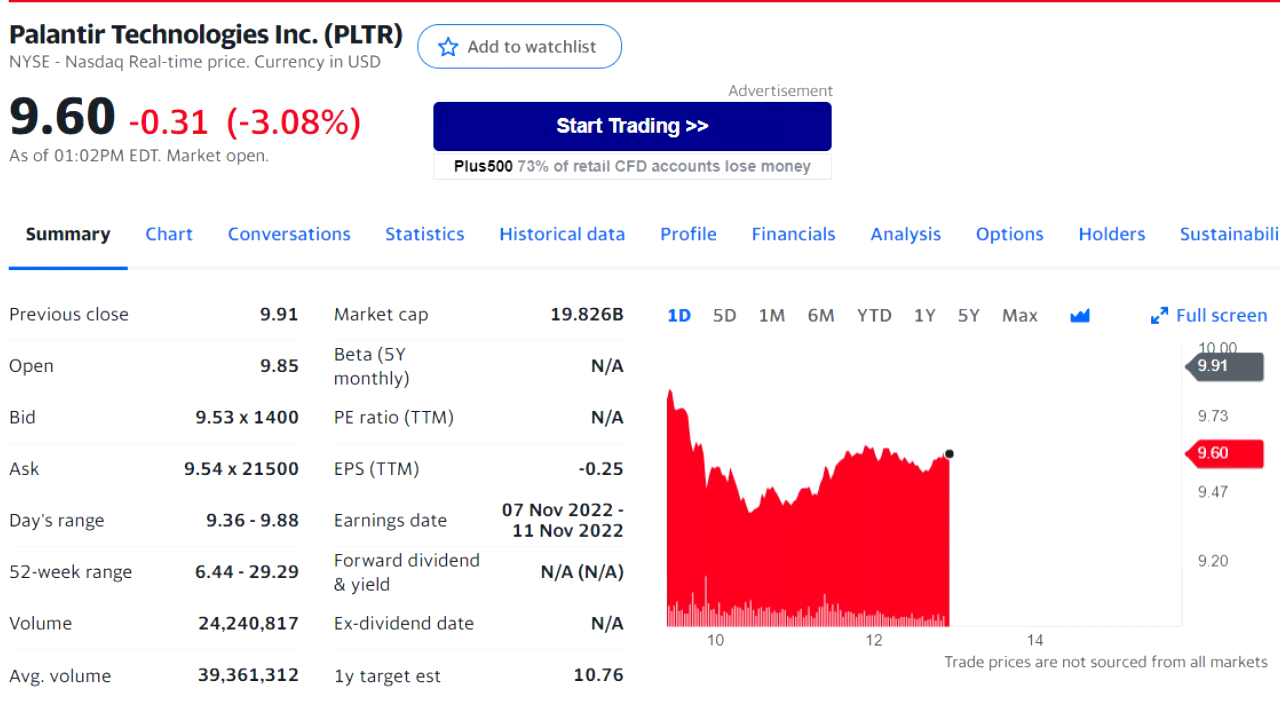 Palantir Technologies Inc. (PLTR)
Add to watchlist
NYSE - Nasdaq Real-time price. Currency in USD
9.60 -0.31 (-3.08%)
As of 01:02PM EDT. Market open.
Advertisement
Start Trading >>
Plus500 73% of retail CFD accounts lose money
Summary Chart Conversations Statistics Historical data Profile Financials Analysis Options Holders Sustainabili
Previous close 9.91
Open 9.85
Bid 9.53 x 1400
Ask 9.54 x 21500
Day's range 9.36 - 9.88
52-week range 6.44 - 29.29
Volume 24,240,817
Avg. volume 39,361,312
Market cap 19.826B
Beta (5Y
monthly) N/A
PE ratio (TTM) N/A
EPS (TTM) -0.25
Earnings date 07 Nov 2022 -
11 Nov 2022
Forward dividend
& yield N/A (N/A)
Ex-dividend date N/A
1y target est 10.76
1D 5D 1M 6M YTD 1Y 5Y Max Full screen
10.00
9.91
9.73
9.60
9.47
9.20
10 12 14
Trade prices are not sourced from all markets